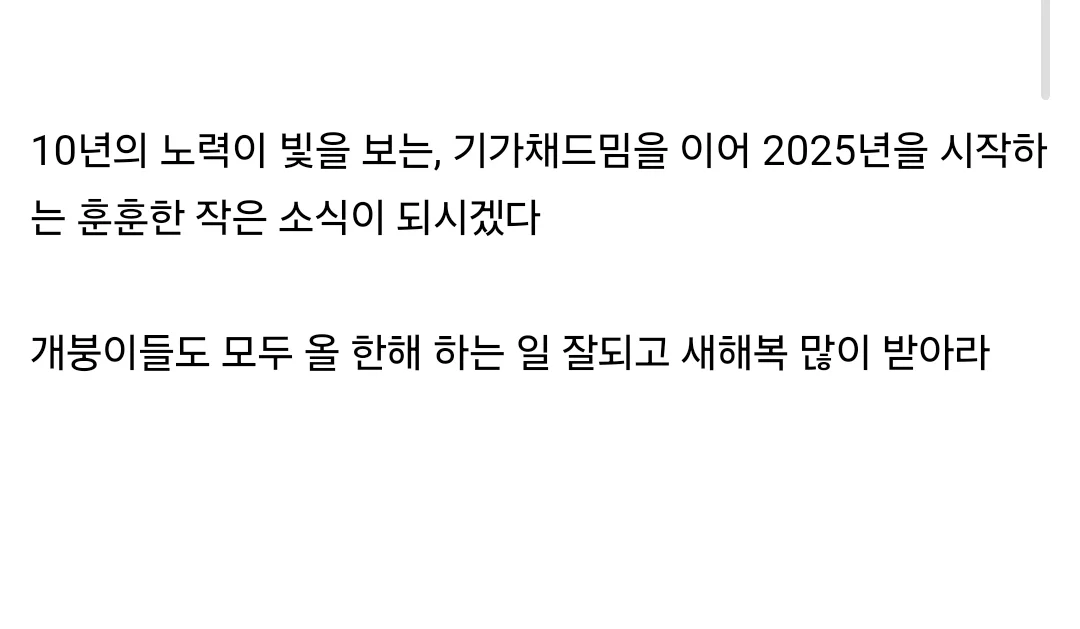 10년의 노력이 빛을 보는, 기가채드밈을 이어 2025년을 시작하
는 훈훈한 작은 소식이 되시겠다
개붕이들도 모두 올 한해 하는 일 잘되고 새해복 많이 받아라